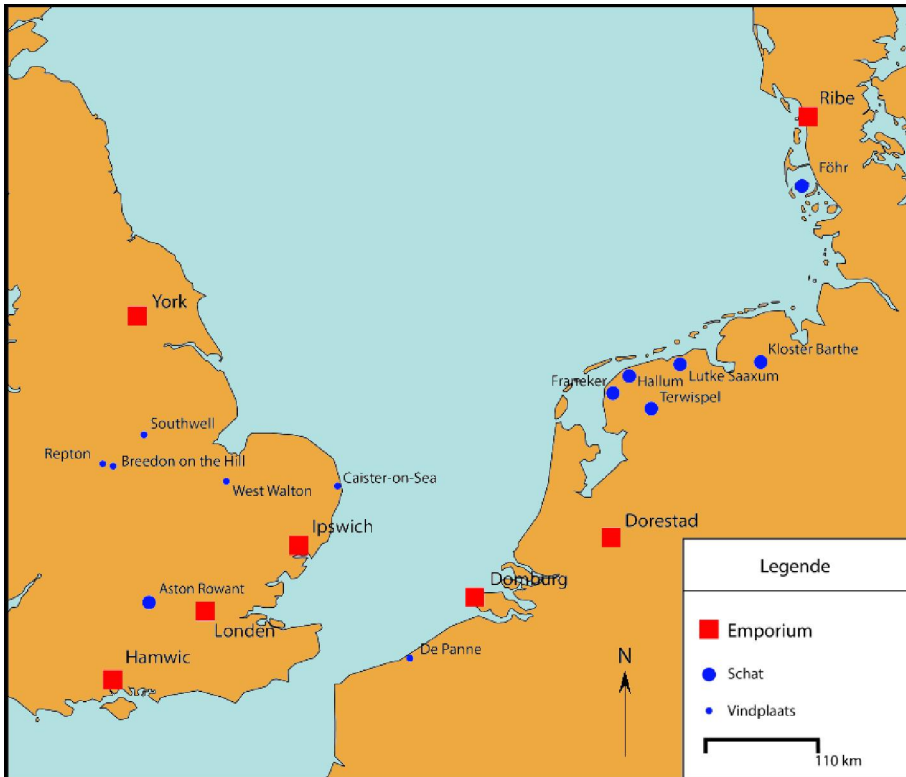 Ribe
Föhr
York
Kloster Barthe
Lutke Saaxum
Franeker
Hallum
Terwispel
Southwell
Repton
Breedon on the Hill
Caister-on-Sea
West Walton
Ipswich
Dorestad
Domburg
Aston Rowant
Londen
De Panne
Hamwic
N
Legende
Emporium
Schat
Vindplaats
110 km